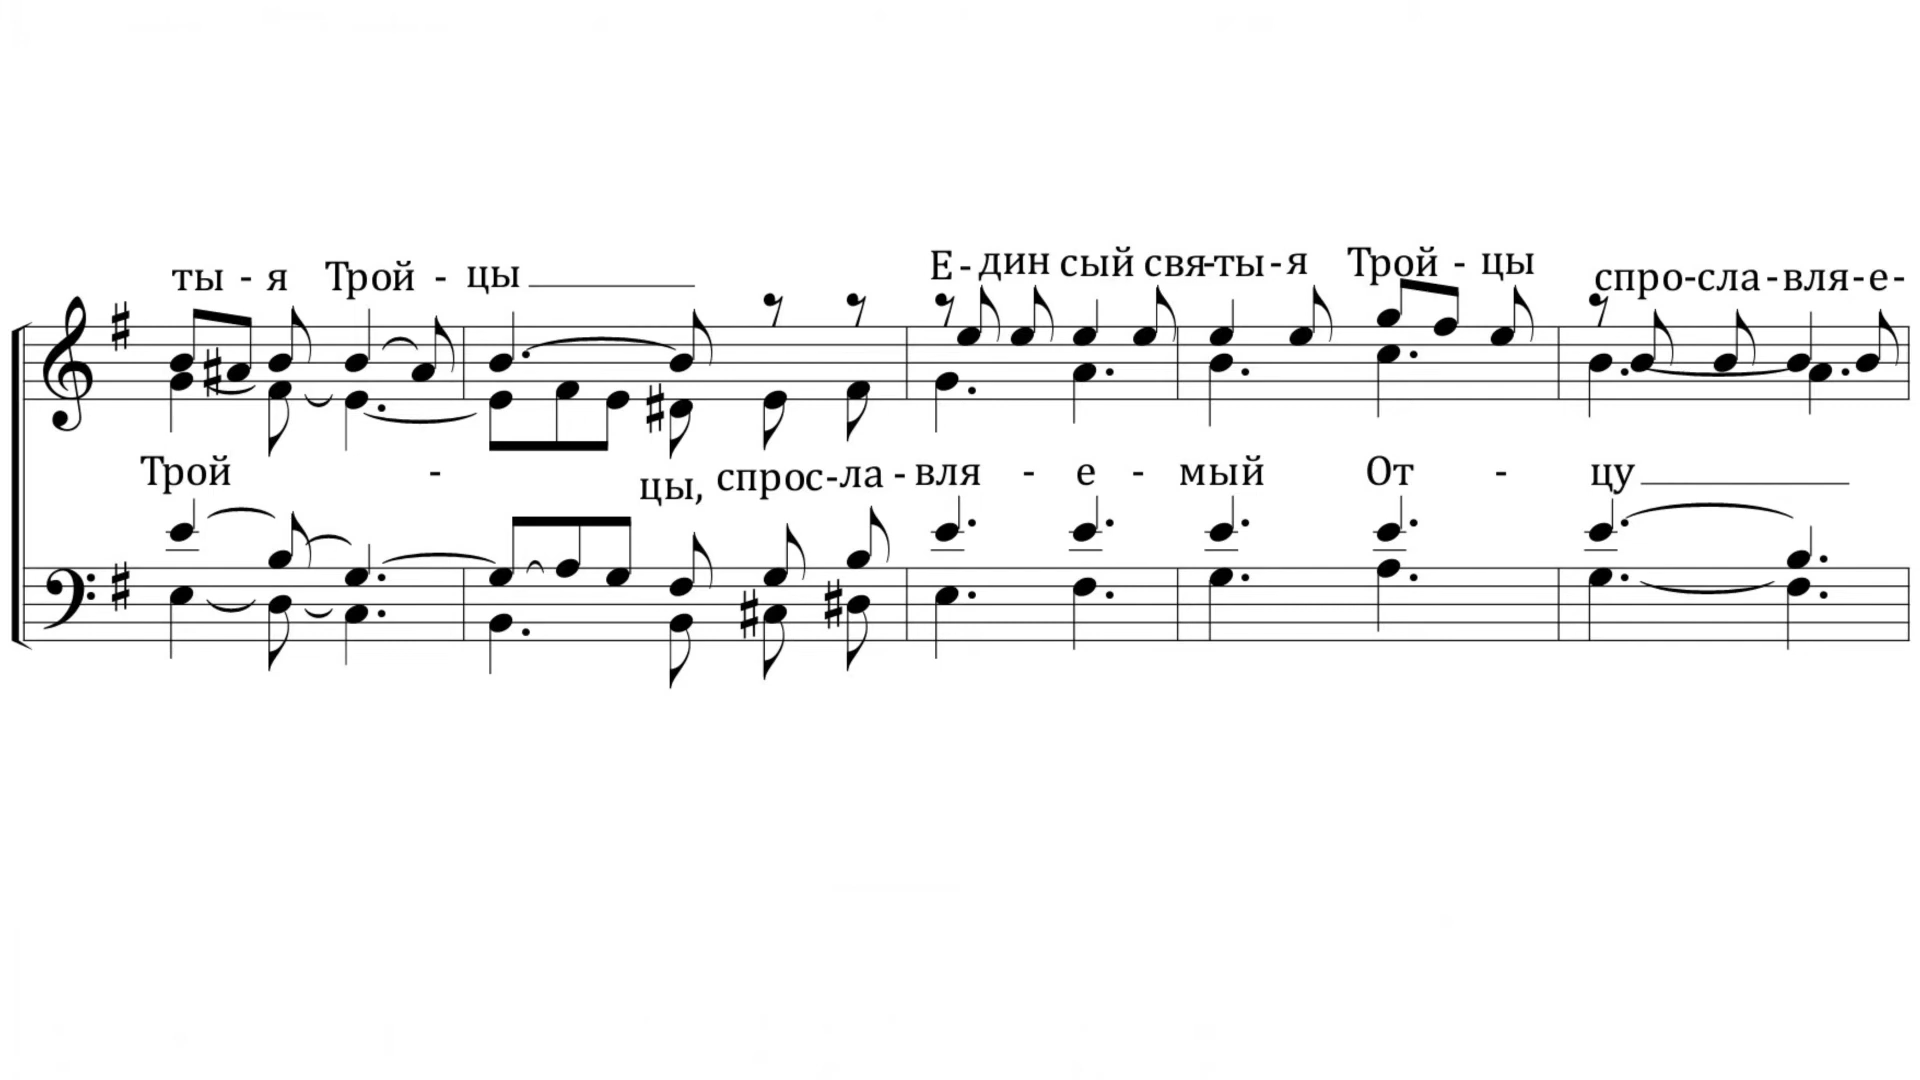 ты - я Трой - цы Е-дин сый свя-ты-я Трой - цы спро-сла-вля-е-
Трой - цы, спрос-ла-вля - е - мый От - цу